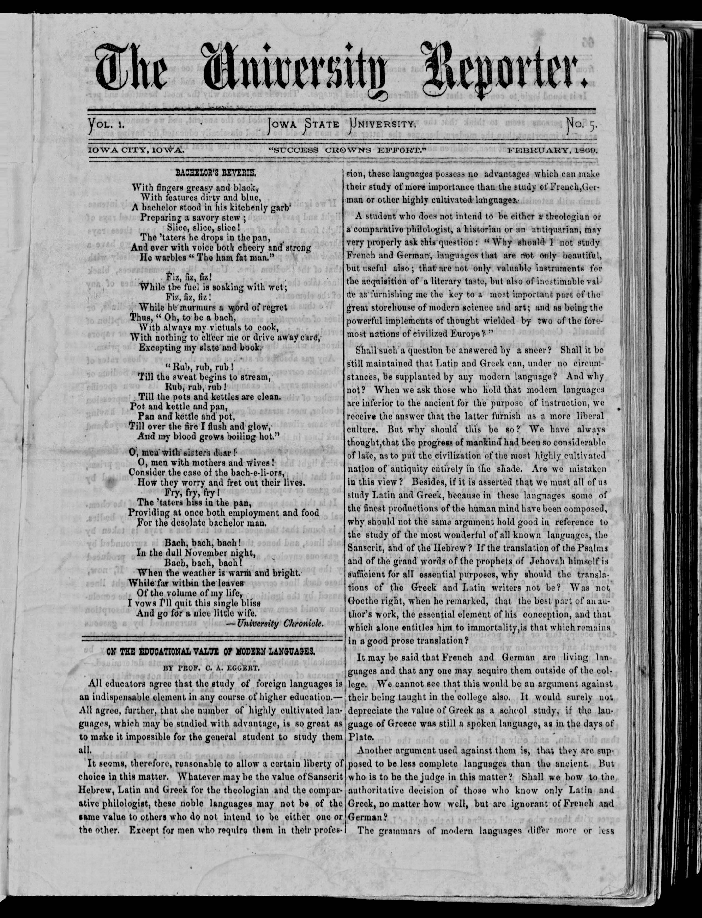 The University Reporter.
VOL. 1. IOWA STATE UNIVERSITY. No. 5.
IOWA CITY, IOWA. "SUCCESS CROWNS EFFORT." FEBRUARY, 1869.
BACHELOR'S REVERIE.
With fingers greasy and black,
With features dirty and blue,
A bachelor stood in his kitchenly garb
Preparing a savory stew ;
Slice, slice, slice!
The 'taters he drops in the pan,
And ever with voice both cheery and strong
He warbles " The ham fat man."
Fiz, fiz, fiz!
While the fuel is soaking with wet;
Fiz, fiz, fiz!
While he murmurs a word of regret
Thus, " Oh, to be a bach,
With always my victuals to cook,
With nothing to cheer me or drive away care,
Excepting my slate and book.
" Rub, rub, rub !
Till the sweat begins to stream,
Rub, rub, rub !
Till the pots and kettles are clean.
Pot and kettle and pan,
Pan and kettle and pot,
Till over the fire I flush and glow,
And my blood grows boiling hot."
O, men with sisters dear !
O, men with mothers and wives !
Consider the case of the bach-e-li-ors,
How they worry and fret out their lives.
Fry, fry, fry !
The 'taters hiss in the pan,
Providing at once both employment and food
For the desolate bachelor man.
Bach, bach, bach !
In the dull November night,
Bach, bach, bach!
When the weather is warm and bright.
While far within the leaves
Of the volume of my life,
I vows I'll quit this single bliss
And go for a nice little wife.
— University Chronicle.
ON THE EDUCATIONAL VALUE OF MODERN LANGUAGES.
BY PROF. C. A. EGGERT.
All educators agree that the study of foreign languages is
an indispensable element in any course of higher education.—
All agree, further, that the number of highly cultivated lan-
guages, which may be studied with advantage, is so great as
to make it impossible for the general student to study them
all.
It seems, therefore, reasonable to allow a certain liberty of
choice in this matter. Whatever may be the value of Sanscrit
Hebrew, Latin and Greek for the theologian and the compar-
ative philologist, these noble languages may not be of the
same value to others who do not intend to be either one or
the other. Except for men who require them in their profes-
sion, these languages possess no advantages which can make
their study of more importance than the study of French, Ger-
man or other highly cultivated languages.
A student who does not intend to be either a theologian or
a comparative philologist, a historian or an antiquarian, may
very properly ask this question : " Why should I not study
French and German, languages that are not only beautiful,
but useful also ; that are not only valuable instruments for
the acquisition of a literary taste, but also of inestimable val-
ue as furnishing me the key to a most important part of the
great storehouse of modern science and art; and as being the
powerful implements of thought wielded by two of the fore-
most nations of civilized Europe?"
Shall such a question be answered by a sneer? Shall it be
still maintained that Latin and Greek can, under no circum-
stances, be supplanted by any modern language? And why
not? When we ask those who hold that modern languages
are inferior to the ancient for the purpose of instruction, we
receive the answer that the latter furnish us a more liberal
culture. But why should this be so? We have always
thought,that the progress of mankind had been so considerable
of late, as to put the civilization of the most highly cultivated
nation of antiquity entirely in the shade. Are we mistaken
in this view? Besides, if it is asserted that we must all of us
study Latin and Greek, because in these languages some of
the finest productions of the human mind have been composed,
why should not the same argument hold good in reference to
the study of the most wonderful of all known languages, the
Sanscrit, and of the Hebrew? If the translation of the Psalms
and of the grand words of the prophets of Jehovah himself is
sufficient for all essential purposes, why should the transla-
tions of the Greek and Latin writers not be? Was not
Goethe right, when he remarked, that the best part of an au-
thor's work, the essential element of his conception, and that
which alone entitles him to immortality,is that which remains
in a good prose translation?
It may be said that French and German are living lan-
guages and that any one may acquire them outside of the col-
lege. We cannot see that this would be an argument against
their being taught in the college also. It would surely not
depreciate the value of Greek as a school study, if the lan-
guage of Greece was still a spoken language, as in the days of
Plato.
Another argument used against them is, that they are sup-
posed to be less complete languages than the ancient. But
who is to be the judge in this matter? Shall we bow to the
authoritative decision of those who know only Latin and
Greek, no matter how well, but are ignorant of French and
German?
The grammars of modern languages differ more or less